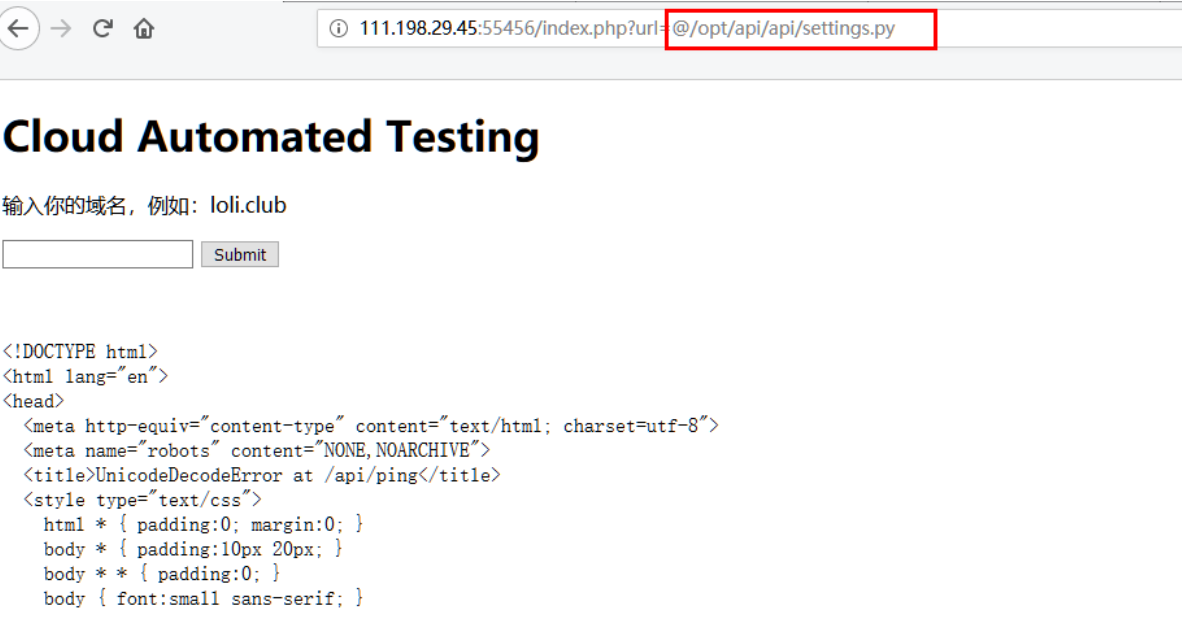 111.198.29.45:55456/index.php?url=@/opt/api/api/settings.py
Cloud Automated Testing
输入你的域名，例如：loli.club
Submit
<!DOCTYPE html>
<html lang="en">
<head>
  <meta http-equiv="content-type" content="text/html; charset=utf-8">
  <meta name="robots" content="NONE,NOARCHIVE">
  <title>UnicodeDecodeError at /api/ping</title>
  <style type="text/css">
    html * { padding:0; margin:0; }
    body * { padding:10px 20px; }
    body * * { padding:0; }
    body { font:small sans-serif; }